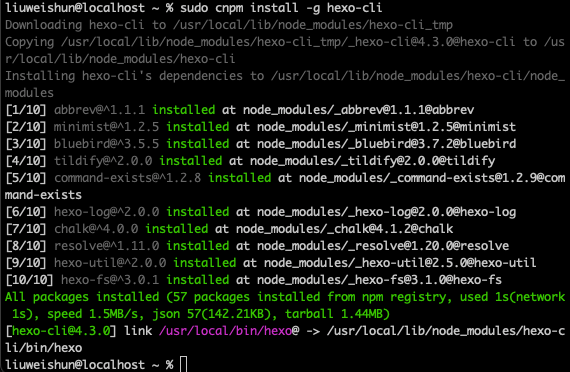 liuweishun@localhost ~ % sudo cnpm install -g hexo-cli
Downloading hexo-cli to /usr/local/lib/node_modules/hexo-cli_tmp
Copying /usr/local/lib/node_modules/hexo-cli_tmp/_hexo-cli@4.3.0@hexo-cli to /us
r/local/lib/node_modules/hexo-cli
Installing hexo-cli's dependencies to /usr/local/lib/node_modules/hexo-cli/node_
modules
[1/10] abbrev@^1.1.1 installed at node_modules/_abbrev@1.1.1@abbrev
[2/10] minimist@^1.2.5 installed at node_modules/_minimist@1.2.5@minimist
[3/10] bluebird@^3.5.5 installed at node_modules/_bluebird@3.7.2@bluebird
[4/10] tildify@^2.0.0 installed at node_modules/_tildify@2.0.0@tildify
[5/10] command-exists@^1.2.8 installed at node_modules/_command-exists@1.2.9@com
mand-exists
[6/10] hexo-log@^2.0.0 installed at node_modules/_hexo-log@2.0.0@hexo-log
[7/10] chalk@^4.0.0 installed at node_modules/_chalk@4.1.2@chalk
[8/10] resolve@^1.11.0 installed at node_modules/_resolve@1.20.0@resolve
[9/10] hexo-util@^2.0.0 installed at node_modules/_hexo-util@2.5.0@hexo-util
[10/10] hexo-fs@^3.0.1 installed at node_modules/_hexo-fs@3.1.0@hexo-fs
All packages installed (57 packages installed from npm registry, used 1s(network
 1s), speed 1.5MB/s, json 57(142.21KB), tarball 1.44MB)
[hexo-cli@4.3.0] link /usr/local/bin/hexo@ -> /usr/local/lib/node_modules/hexo-c
li/bin/hexo
liuweishun@localhost ~ %